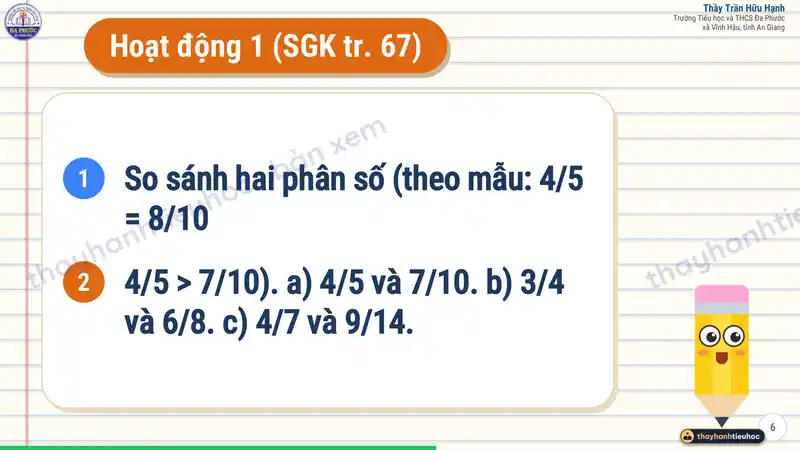 Thầy Trần Hữu Hạnh
Trường Tiểu học và THCS Đa Phước
xã Vĩnh Hậu, tỉnh An Giang
ĐA PHƯỚC
Hoạt động 1 (SGK tr. 67)
1
So sánh hai phân số (theo mẫu: 4/5
= 8/10
2
4/5 > 7/10). a) 4/5 và 7/10. b) 3/4
và 6/8. c) 4/7 và 9/14.
thayhanhtieuhoc
6